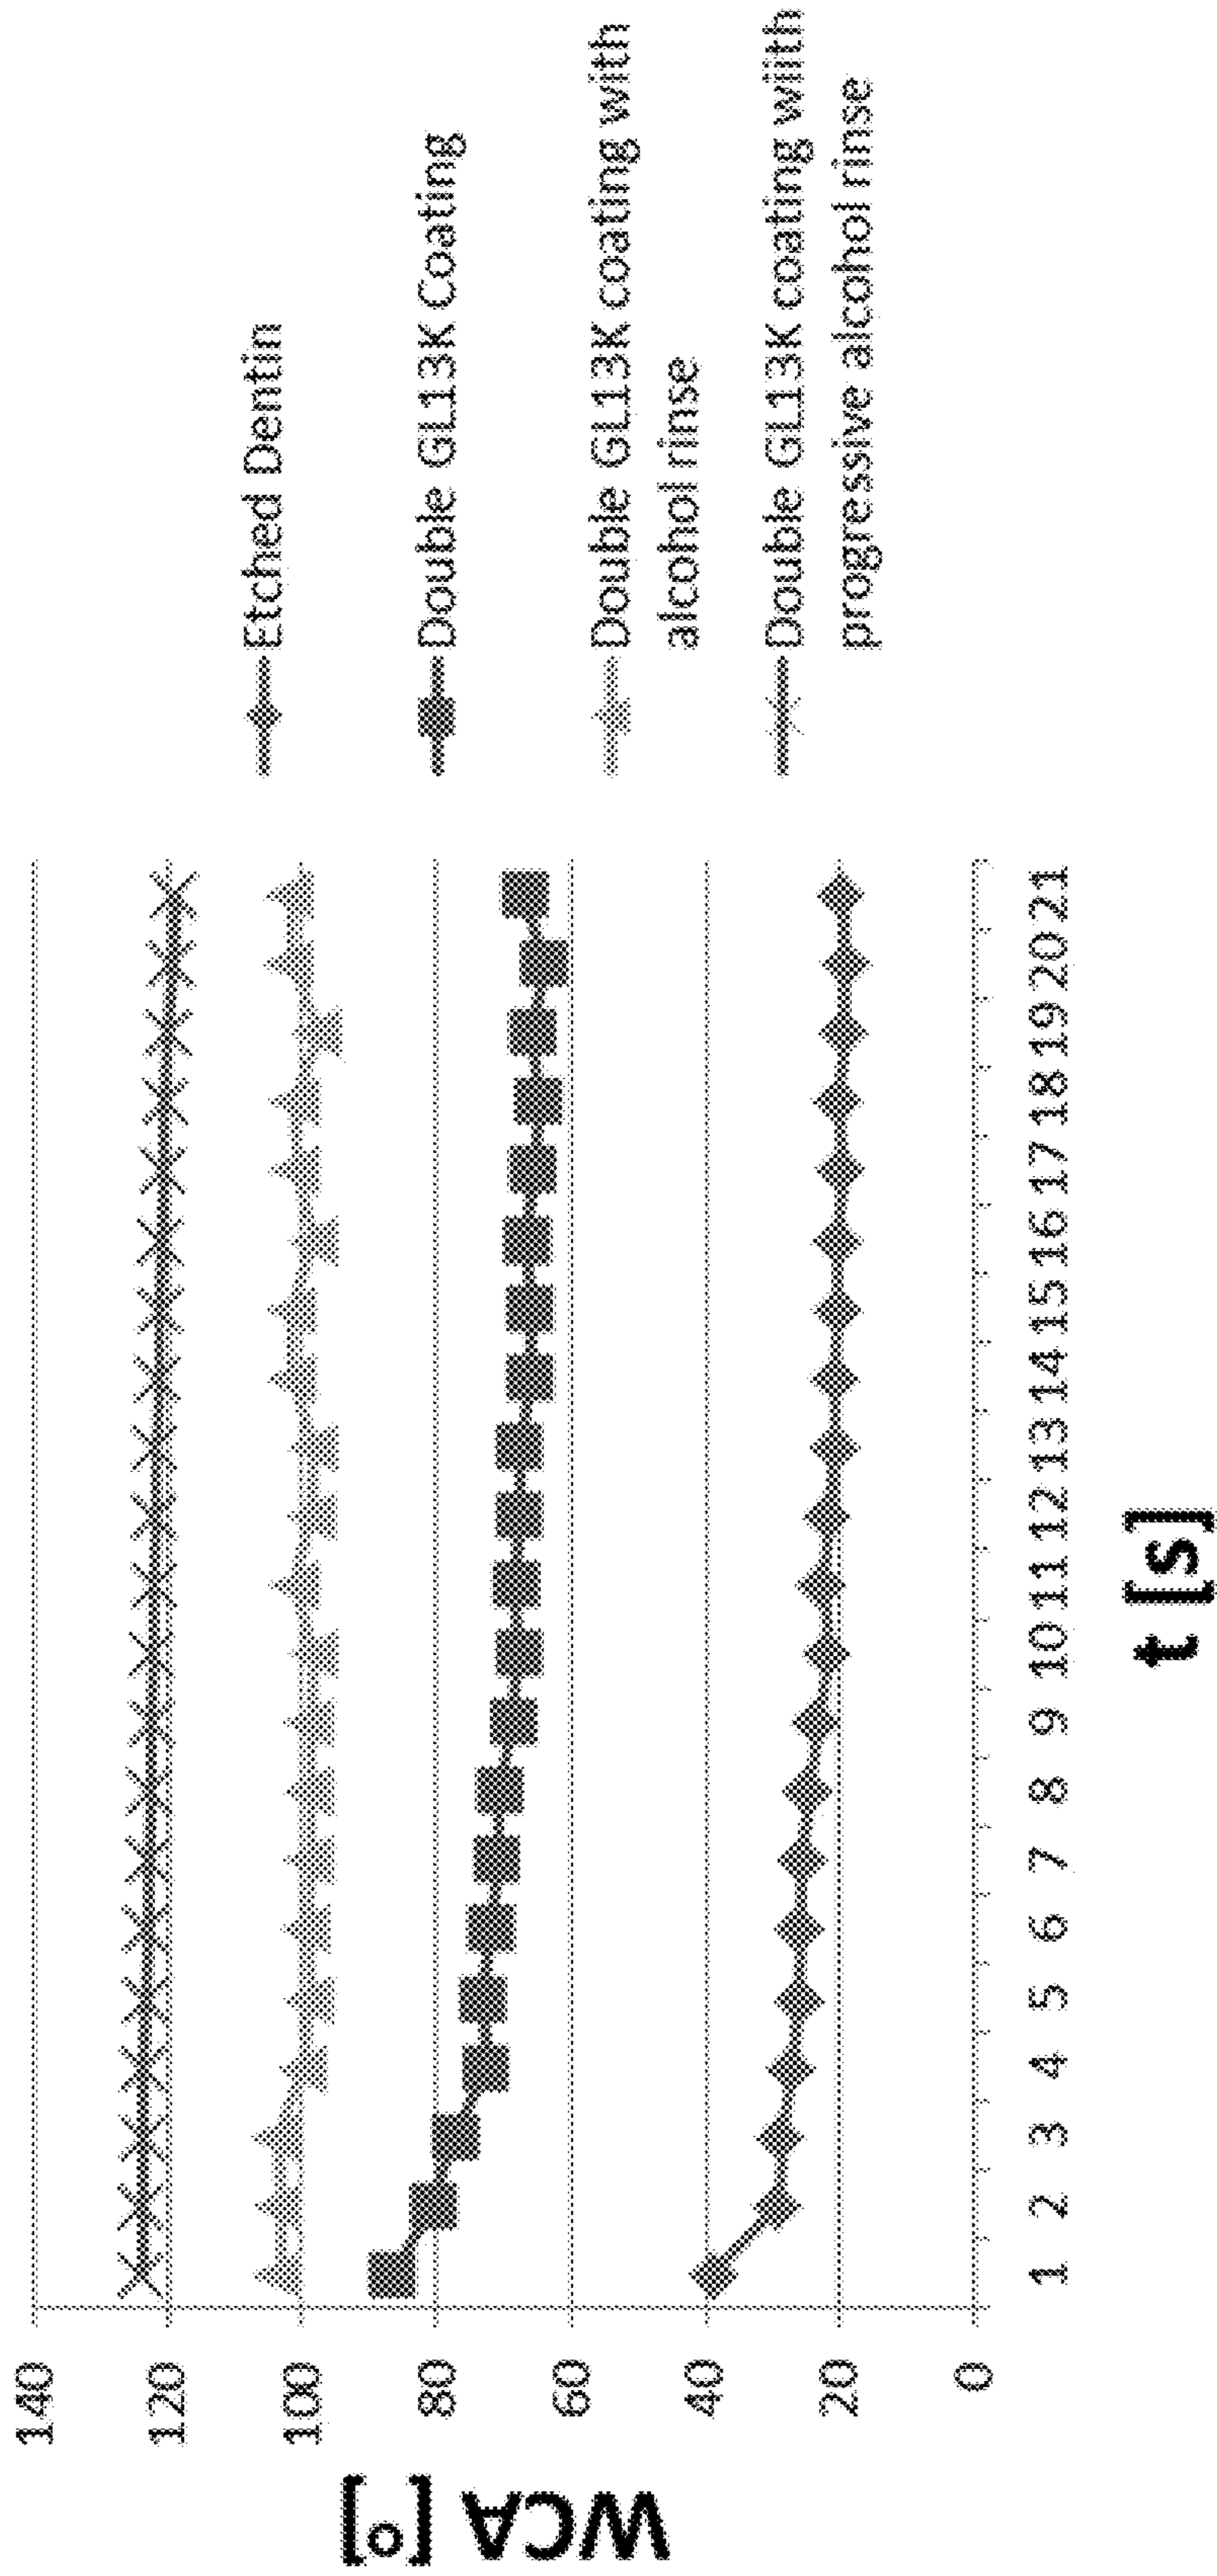 WCA [°]
140
120
100
80
60
40
20
0
1 2 3 4 5 6 7 8 9 10 11 12 13 14 15 16 17 18 19 20 21
t [s]
Etched Dentin
Double GL13K Coating
Double GL13K coating with
alcohol rinse
Double GL13K coating wiith
progressive alcohol rinse